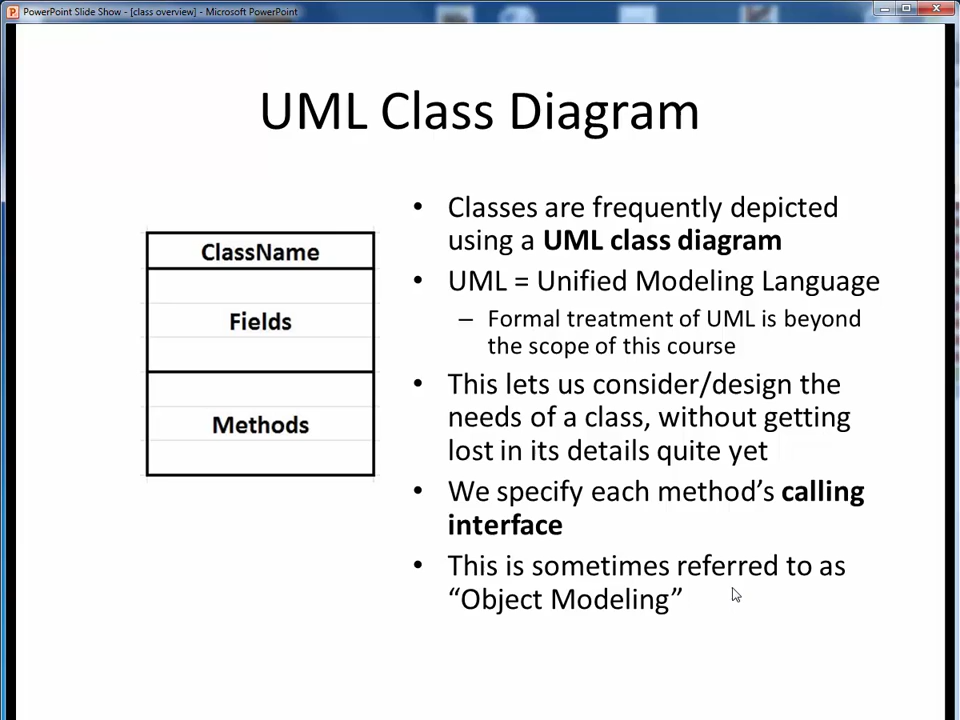 PowerPoint Slide Show - [class overview] - Microsoft PowerPoint
UML Class Diagram
ClassName
Fields
Methods
• Classes are frequently depicted
using a UML class diagram
• UML = Unified Modeling Language
– Formal treatment of UML is beyond
the scope of this course
• This lets us consider/design the
needs of a class, without getting
lost in its details quite yet
• We specify each method’s calling
interface
• This is sometimes referred to as
“Object Modeling”